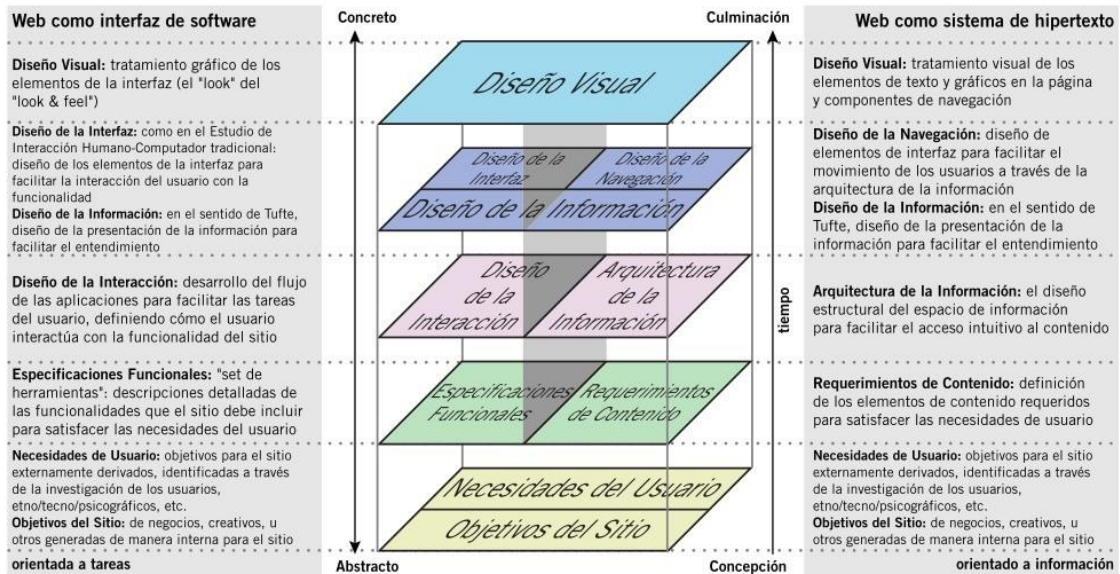 Web como interfaz de software
Diseño Visual: tratamiento gráfico de los
elementos de la interfaz (el "look" del
"look & feel")
Diseño de la Interfaz: como en el Estudio de
Interacción Humano-Computador tradicional:
diseño de los elementos de la interfaz para
facilitar la interacción del usuario con la
funcionalidad
Diseño de la Información: en el sentido de Tufte,
diseño de la presentación de la información para
facilitar el entendimiento
Diseño de la Interacción: desarrollo del flujo
de las aplicaciones para facilitar las tareas
del usuario, definiendo cómo el usuario
interactúa con la funcionalidad del sitio
Especificaciones Funcionales: "set de
herramientas": descripciones detalladas de
las funcionalidades que el sitio debe incluir
para satisfacer las necesidades del usuario
Necesidades de Usuario: objetivos para el sitio
externamente derivados, identificadas a través
de la investigación de los usuarios,
etno/tecno/psicográficos, etc.
Objetivos del Sitio: de negocios, creativos, u
otros generadas de manera interna para el sitio
orientada a tareas
Concreto
Culminación
Diseño Visual
Diseño de la
Interfaz
Diseño de la
Navegación
Diseño de la Información
Diseño
de la
Interacción
Arquitectura
de la
Información
Especificaciones
Funcionales
Requerimientos
de Contenido
Necesidades del Usuario
Objetivos del Sitio
tiempo
Abstracto
Concepción
Web como sistema de hipertexto
Diseño Visual: tratamiento visual de los
elementos de texto y gráficos en la página
y componentes de navegación
Diseño de la Navegación: diseño de
elementos de interfaz para facilitar el
movimiento de los usuarios a través de la
arquitectura de la información
Diseño de la Información: en el sentido de
Tufte, diseño de la presentación de la
información para facilitar el entendimiento
Arquitectura de la Información: el diseño
estructural del espacio de información
para facilitar el acceso intuitivo al contenido
Requerimientos de Contenido: definición
de los elementos de contenido requeridos
para satisfacer las necesidades de usuario
Necesidades de Usuario: objetivos para el sitio
externamente derivados, identificadas a través
de la investigación de los usuarios,
etno/tecno/psicográficos, etc.
Objetivos del Sitio: de negocios, creativos, u
otros generadas de manera interna para el sitio
orientado a información